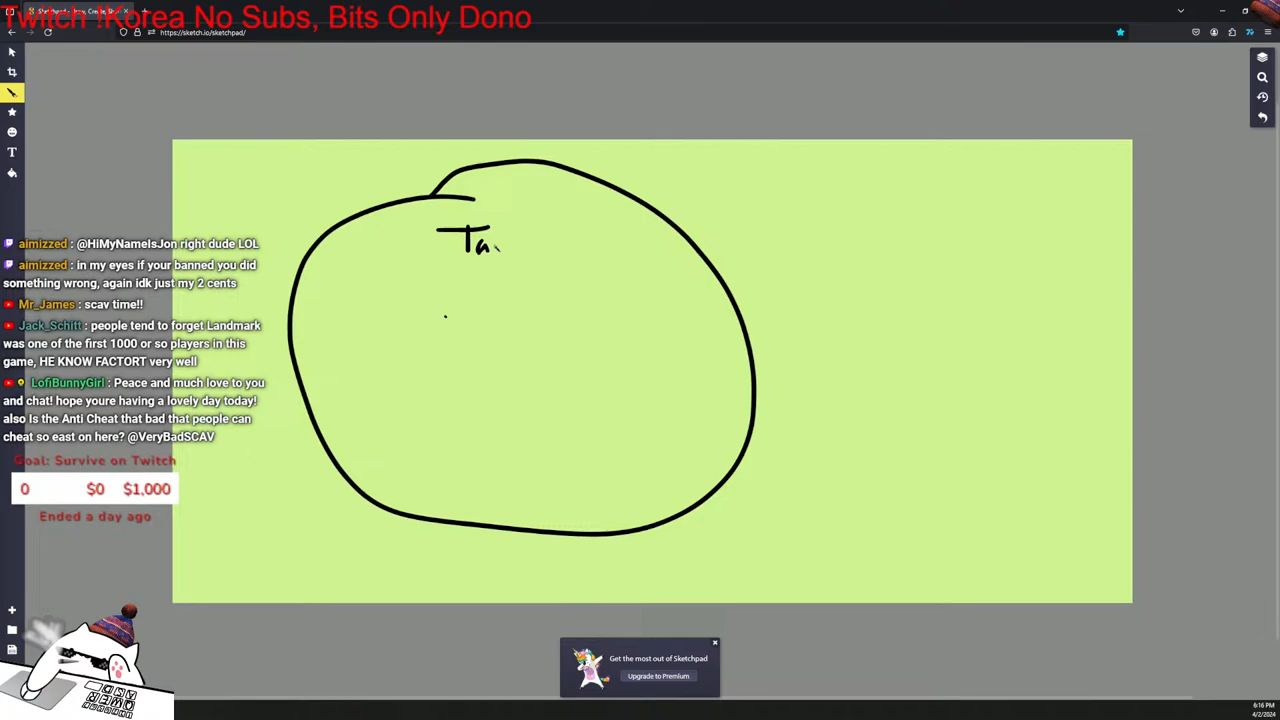 Twitch !Korea No Subs, Bits Only Dono
https://sketch.io/sketchpad/
Ta
aimizzed : @HiMyNameIsJon right dude LOL
aimizzed : in my eyes if your banned you did
something wrong, again idk just my 2 cents
Mr_James : scav time!!
Jack_Schitt : people tend to forget Landmark
was one of the first 1000 or so players in this
game, HE KNOW FACTORT very well
LofiBunnyGirl : Peace and much love to you
and chat! hope youre having a lovely day today!
also Is the Anti Cheat that bad that people can
cheat so east on here? @VeryBadSCAV
Goal: Survive on Twitch
0 $0 $1,000
Ended a day ago
Get the most out of Sketchpad
Upgrade to Premium
6:16 PM
4/2/2024